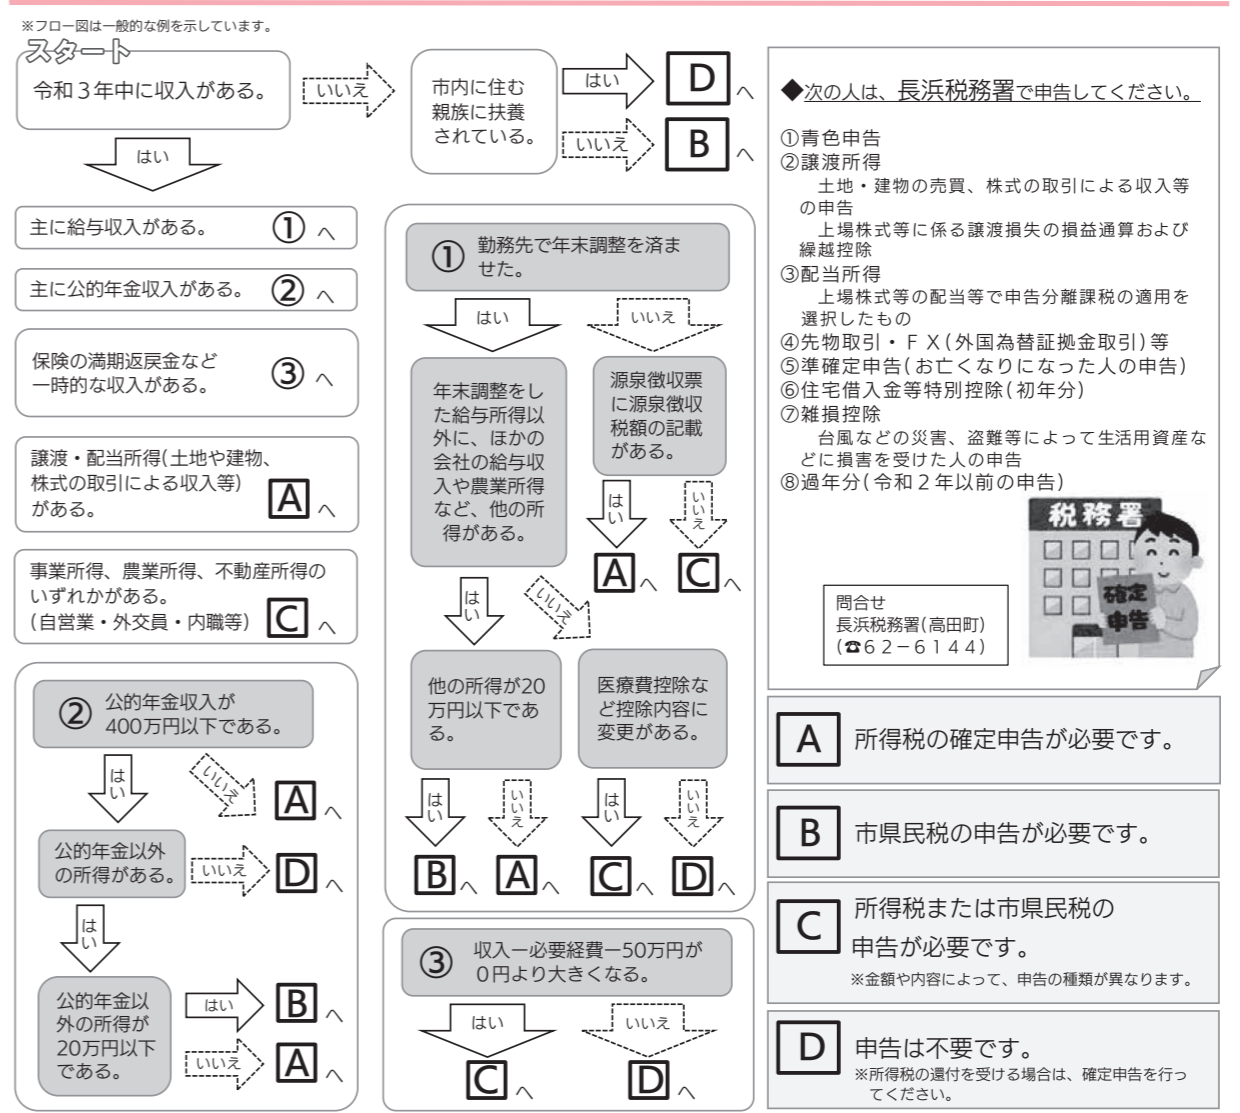 ※フロー図は一般的な例を示しています。
スタート
令和３年中に収入がある。
いいえ
市内に住む
親族に扶養
されている。
はい
D
へ
いいえ
B
へ
はい
主に給与収入がある。
①
へ
主に公的年金収入がある。
②
へ
保険の満期返戻金など
一時的な収入がある。
③
へ
譲渡・配当所得(土地や建物、
株式の取引による収入等)
がある。
A
へ
事業所得、農業所得、不動産所得の
いずれかがある。
(自営業・外交員・内職等)
C
へ
②
公的年金収入が
400万円以下である。
はい
いいえ
A
へ
公的年金以外
の所得がある。
いいえ
D
へ
はい
公的年金以
外の所得が
20万円以下
である。
はい
B
へ
いいえ
A
へ
①
勤務先で年末調整を済ま
せた。
はい
いいえ
年末調整をし
た給与所得以
外に、ほかの
会社の給与収
入や農業所得
など、他の所
得がある。
源泉徴収票
に源泉徴収
税額の記載
がある。
はい
いいえ
A
へ
C
へ
はい
いいえ
他の所得が20
万円以下であ
る。
医療費控除な
ど控除内容に
変更がある。
はい
いいえ
はい
いいえ
B
へ
A
へ
C
へ
D
へ
③
収入ー必要経費ー50万円が
０円より大きくなる。
はい
いいえ
C
へ
D
へ
◆次の人は、長浜税務署で申告してください。
①青色申告
②譲渡所得
土地・建物の売買、株式の取引による収入等
の申告
上場株式等に係る譲渡損失の損益通算および
繰越控除
③配当所得
上場株式等の配当等で申告分離課税の適用を
選択したもの
④先物取引・ＦＸ(外国為替証拠金取引)等
⑤準確定申告(お亡くなりになった人の申告)
⑥住宅借入金等特別控除(初年分)
⑦雑損控除
台風などの災害、盗難等によって生活用資産な
どに損害を受けた人の申告
⑧過年分(令和２年以前の申告)
税務署
確定
申告
問合せ
長浜税務署(高田町)
(☎６２－６１４４)
A
所得税の確定申告が必要です。
B
市県民税の申告が必要です。
C
所得税または市県民税の
申告が必要です。
※金額や内容によって、申告の種類が異なります。
D
申告は不要です。
※所得税の還付を受ける場合は、確定申告を行っ
てください。